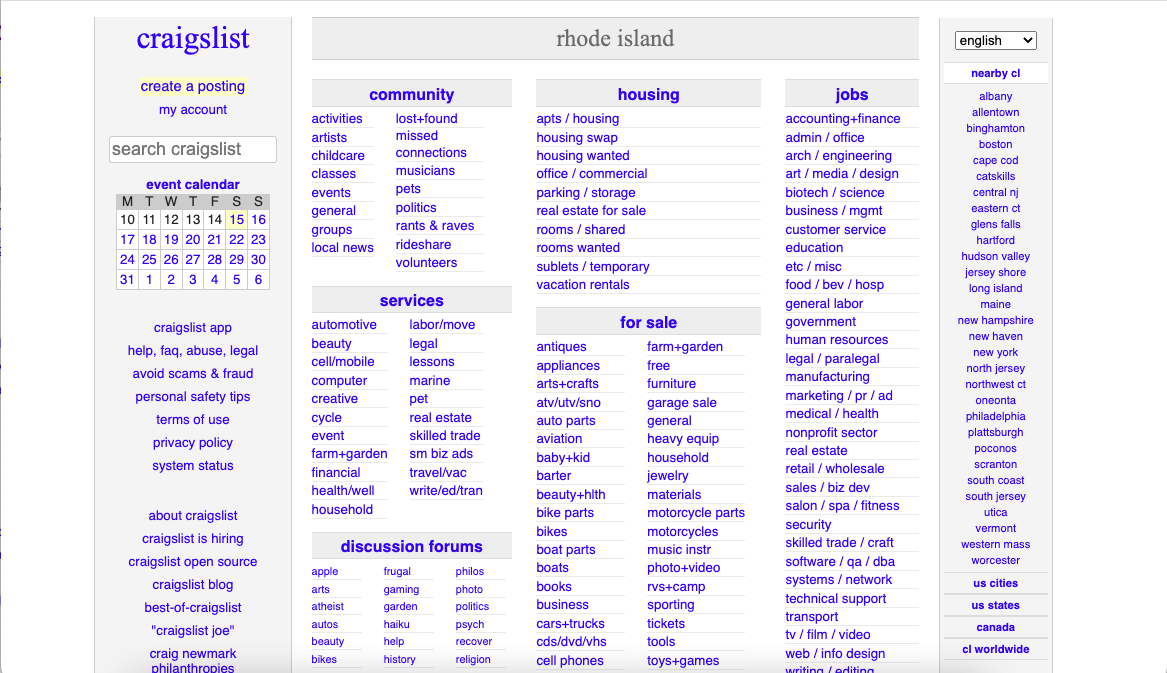 craigslist
create a posting
my account
search craigslist
event calendar
M T W T F S S
10 11 12 13 14 15 16
17 18 19 20 21 22 23
24 25 26 27 28 29 30
31 1 2 3 4 5 6
craigslist app
help, faq, abuse, legal
avoid scams & fraud
personal safety tips
terms of use
privacy policy
system status
about craigslist
craigslist is hiring
craigslist open source
craigslist blog
best-of-craigslist
"craigslist joe"
craig newmark
philanthropies
rhode island
community
activities
artists
childcare
classes
events
general
groups
local news
lost+found
missed
connections
musicians
pets
politics
rants & raves
rideshare
volunteers
services
automotive
beauty
cell/mobile
computer
creative
cycle
event
farm+garden
financial
health/well
household
labor/move
legal
lessons
marine
pet
real estate
skilled trade
sm biz ads
travel/vac
write/ed/tran
discussion forums
apple
arts
atheist
autos
beauty
bikes
frugal
gaming
garden
haiku
help
history
philos
photo
politics
psych
recover
religion
housing
apts / housing
housing swap
housing wanted
office / commercial
parking / storage
real estate for sale
rooms / shared
rooms wanted
sublets / temporary
vacation rentals
for sale
antiques
appliances
arts+crafts
atv/utv/sno
auto parts
aviation
baby+kid
barter
beauty+hlth
bike parts
bikes
boat parts
boats
books
business
cars+trucks
cds/dvd/vhs
cell phones
farm+garden
free
furniture
garage sale
general
heavy equip
household
jewelry
materials
motorcycle parts
motorcycles
music instr
photo+video
rvs+camp
sporting
tickets
tools
toys+games
jobs
accounting+finance
admin / office
arch / engineering
art / media / design
biotech / science
business / mgmt
customer service
education
etc / misc
food / bev / hosp
general labor
government
human resources
legal / paralegal
manufacturing
marketing / pr / ad
medical / health
nonprofit sector
real estate
retail / wholesale
sales / biz dev
salon / spa / fitness
security
skilled trade / craft
software / qa / dba
systems / network
technical support
transport
tv / film / video
web / info design
writing / editing
english
nearby cl
albany
allentown
binghamton
boston
cape cod
catskills
central nj
eastern ct
glens falls
hartford
hudson valley
jersey shore
long island
maine
new hampshire
new haven
new york
north jersey
northwest ct
oneonta
philadelphia
plattsburgh
poconos
scranton
south coast
south jersey
utica
vermont
western mass
worcester
us cities
us states
canada
cl worldwide